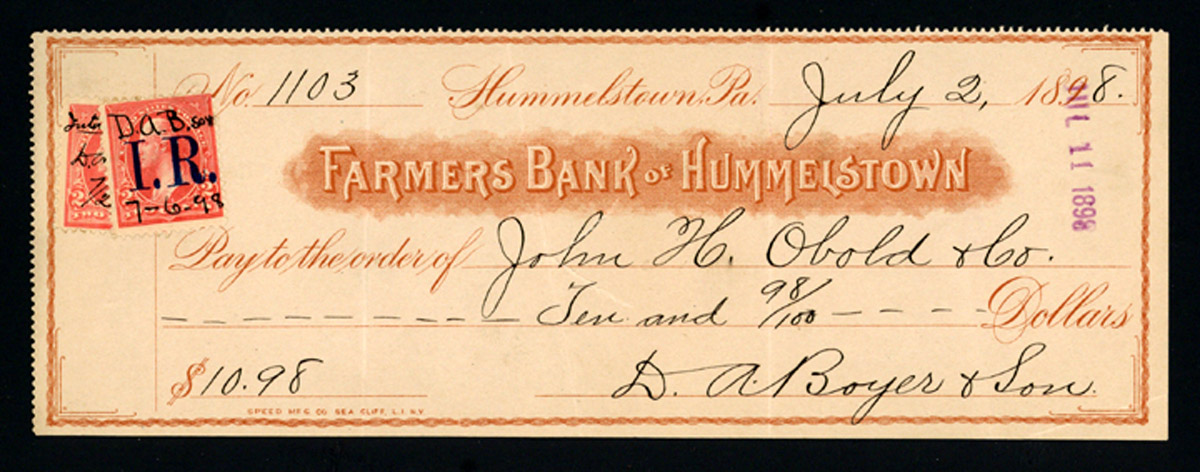 No. 1103 Hummelstown, Pa. July 2, 1898.
D.A.B. Son
I.R.
7-6-98
JUL 11 1898
FARMERS BANK OF HUMMELSTOWN
Pay to the order of John H. Obold & Co.
Ten and 98/100 Dollars
$10.98 D. A. Boyer & Son.
SPEED MFG. CO. SEA CLIFF, L.I. N.Y.